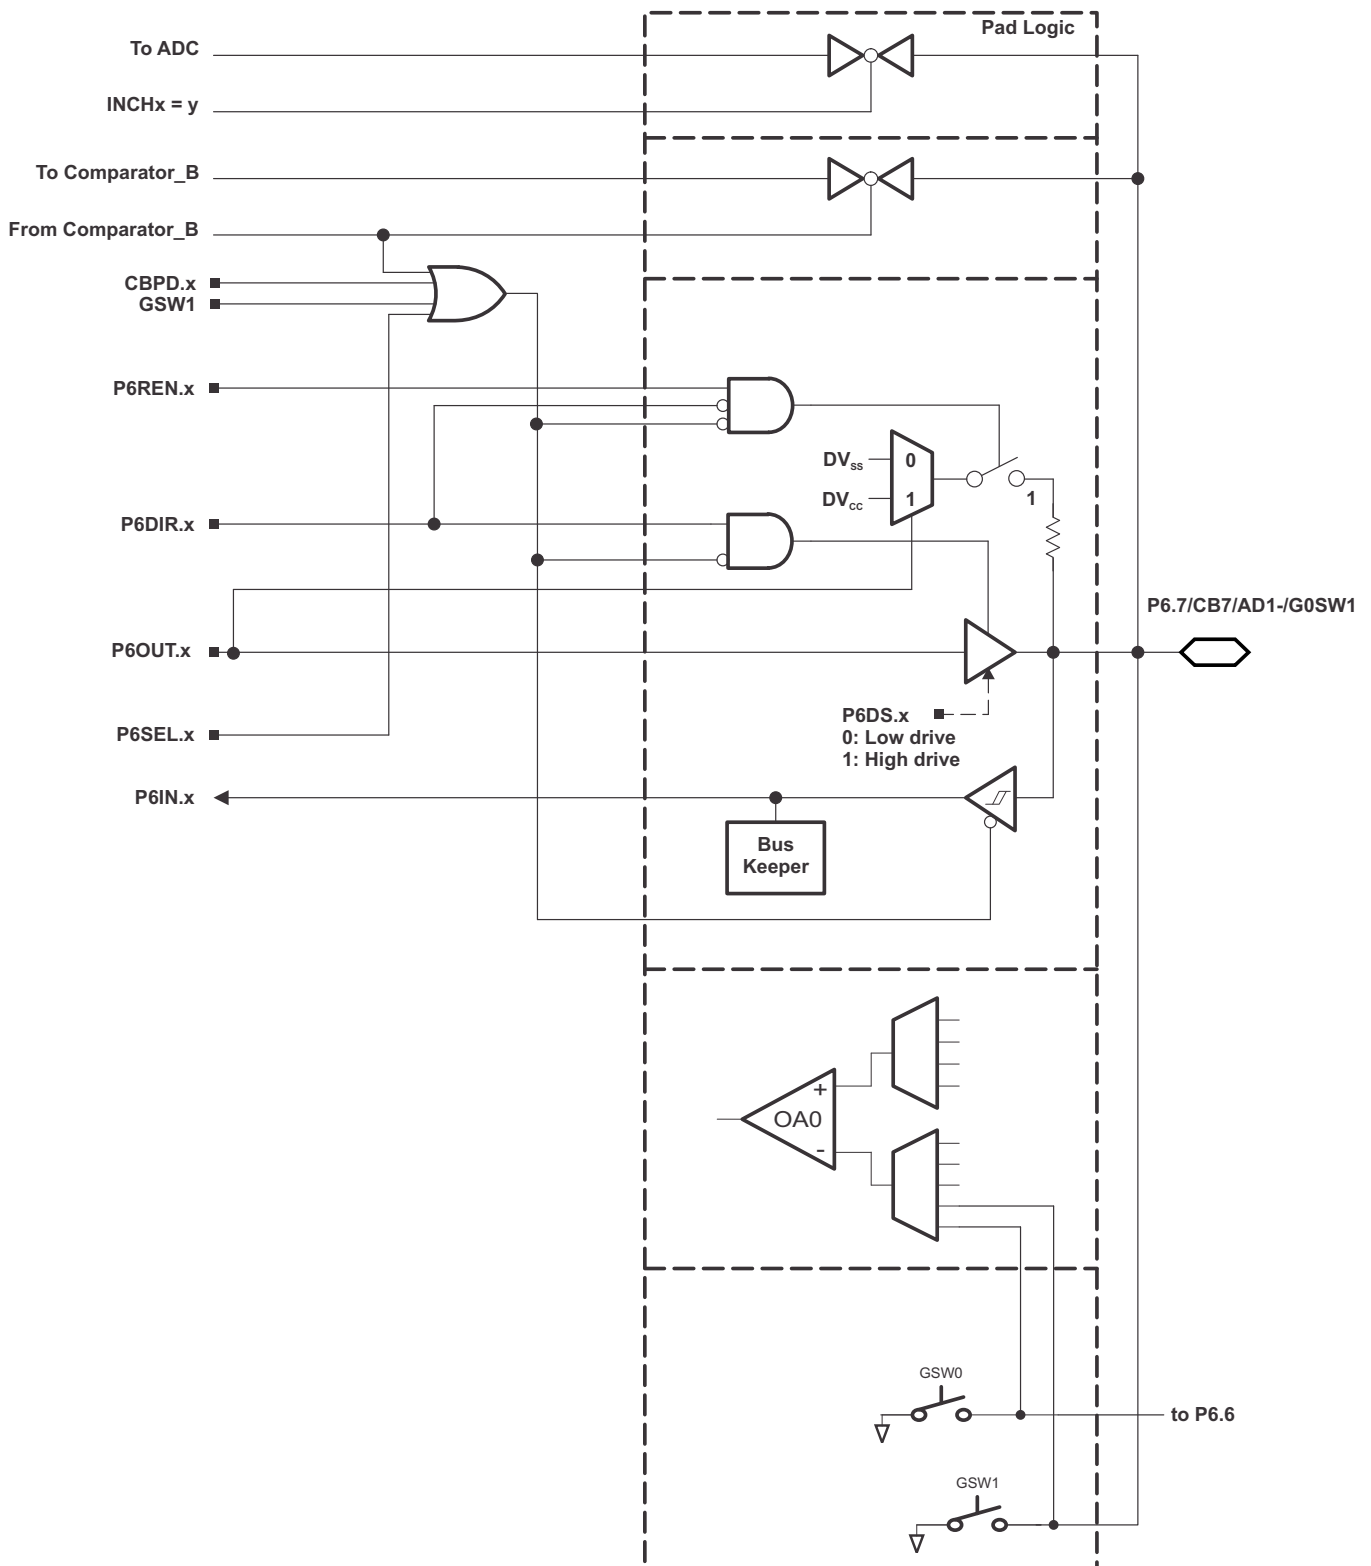 Pad Logic
To ADC
INCHx = y
To Comparator_B
From Comparator_B
CBPD.x
GSW1
P6REN.x
DVSS
0
DVCC
1
1
P6DIR.x
P6.7/CB7/AD1-/G0SW1
P6OUT.x
P6DS.x
0: Low drive
1: High drive
P6SEL.x
P6IN.x
Bus
Keeper
+
OA0
-
GSW0
to P6.6
GSW1